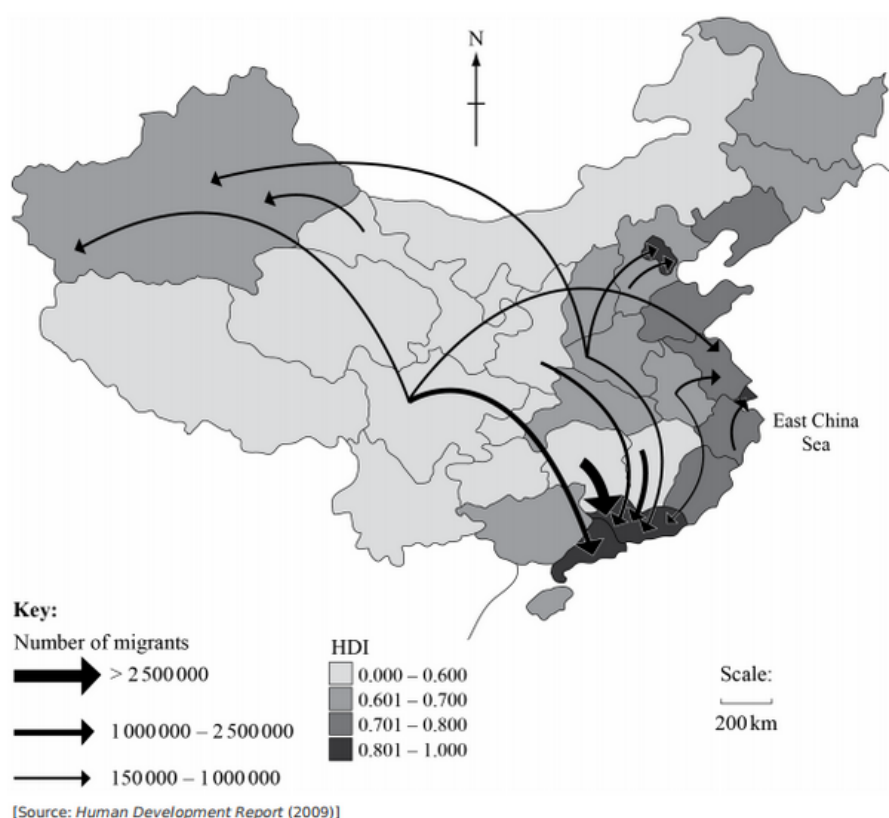 N
East China
Sea
Key:
Number of migrants
> 2 500 000
1 000 000 – 2 500 000
150 000 – 1 000 000
HDI
0.000 – 0.600
0.601 – 0.700
0.701 – 0.800
0.801 – 1.000
Scale:
200 km
[Source: Human Development Report (2009)]